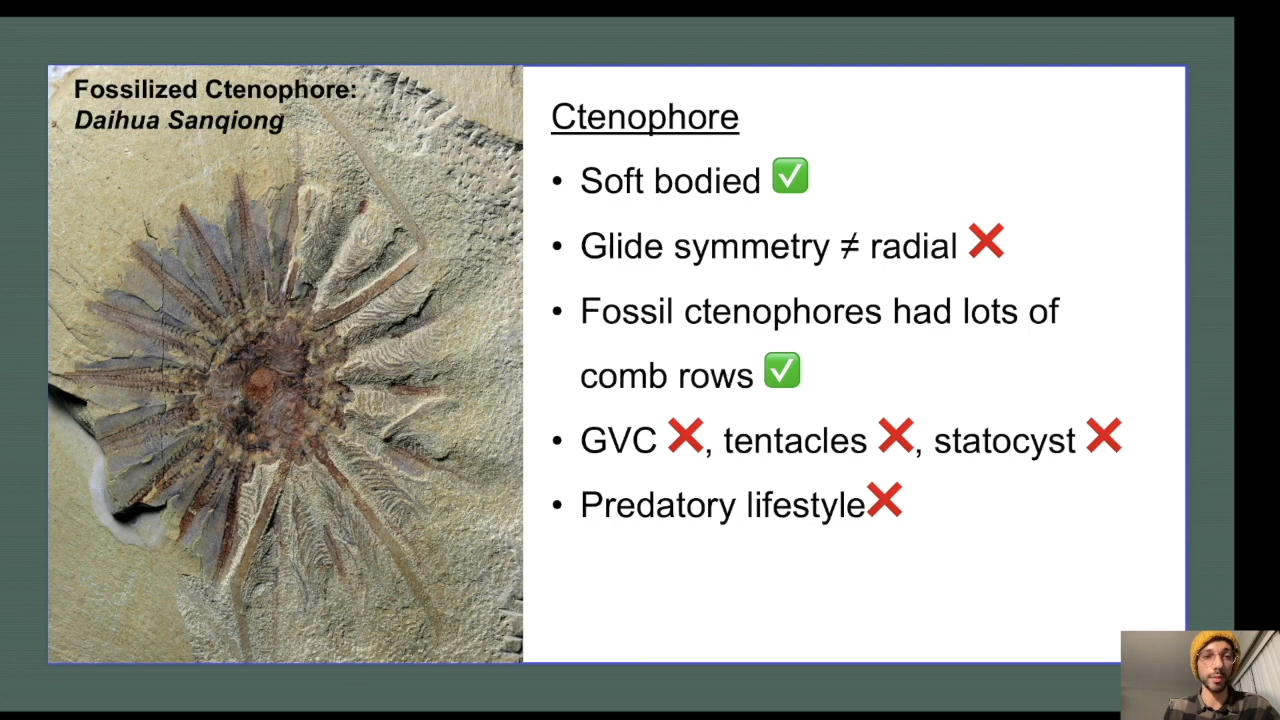 Fossilized Ctenophore:
Daihua Sanqiong
Ctenophore
• Soft bodied ✅
• Glide symmetry ≠ radial ❌
• Fossil ctenophores had lots of
comb rows ✅
• GVC ❌, tentacles ❌, statocyst ❌
• Predatory lifestyle❌